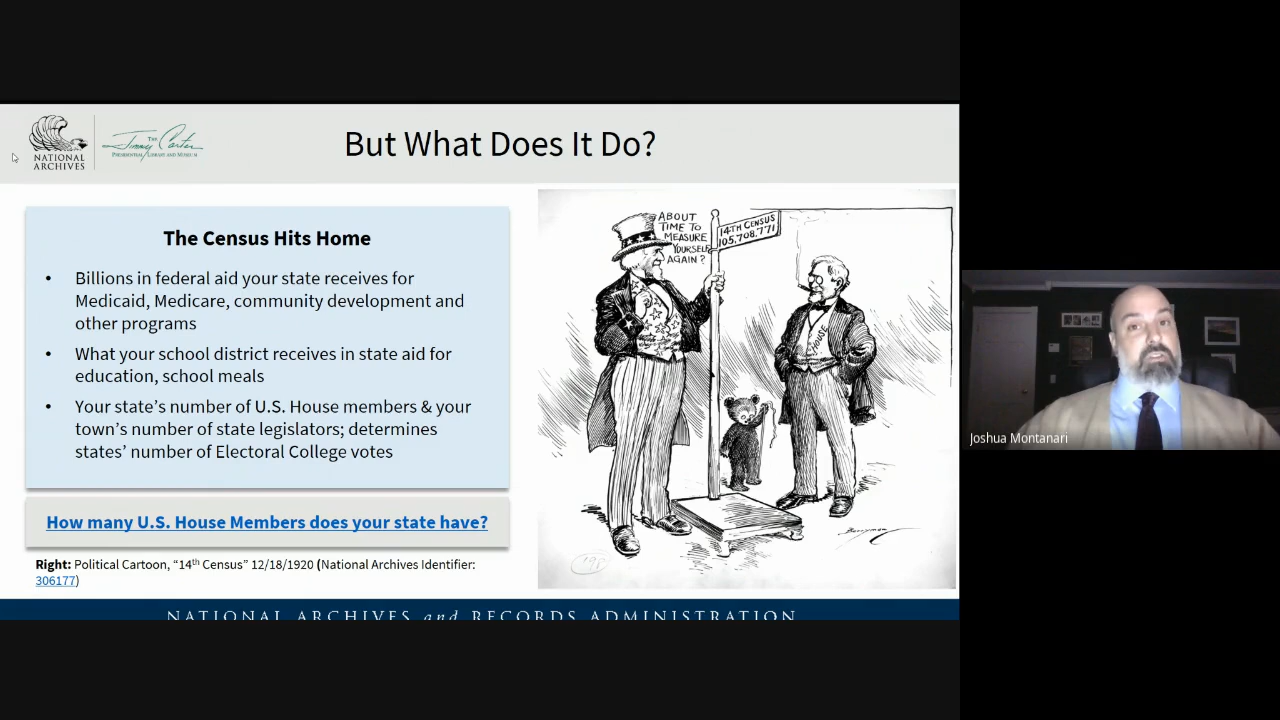 NATIONAL
ARCHIVES
THE
Jimmy Carter
PRESIDENTIAL LIBRARY AND MUSEUM
But What Does It Do?
The Census Hits Home
• Billions in federal aid your state receives for
Medicaid, Medicare, community development and
other programs
• What your school district receives in state aid for
education, school meals
• Your state’s number of U.S. House members & your
town’s number of state legislators; determines
states’ number of Electoral College votes
How many U.S. House Members does your state have?
Right: Political Cartoon, “14th Census” 12/18/1920 (National Archives Identifier:
306177)
ABOUT
TIME TO
MEASURE
YOURSELF
AGAIN?
14TH CENSUS
105,708,771
HOUSE
Berryman
NATIONAL ARCHIVES and RECORDS ADMINISTRATION
Joshua Montanari